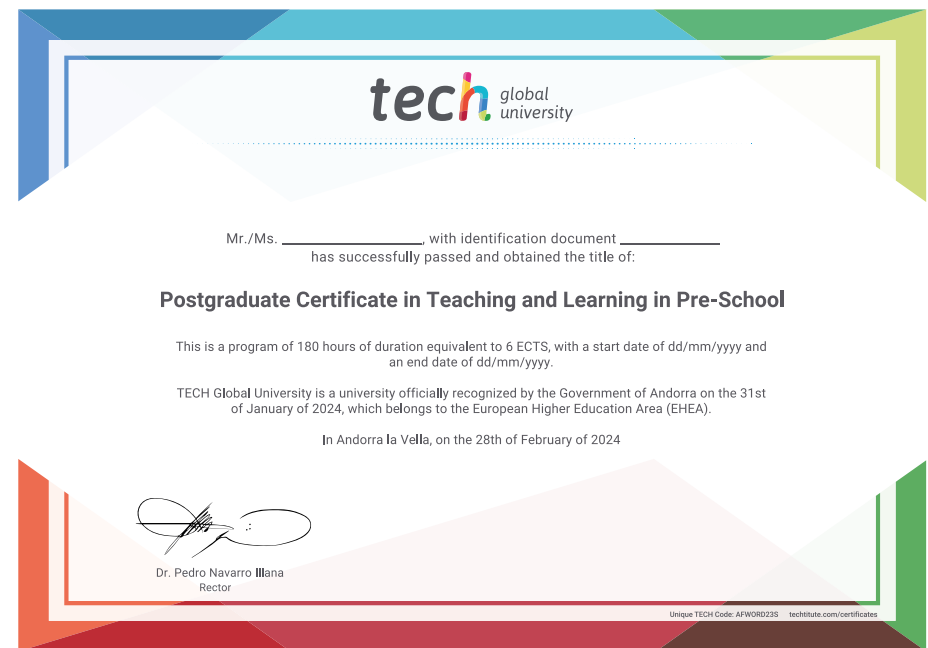 tech global
university
Mr./Ms. ________________, with identification document ____________
has successfully passed and obtained the title of:
Postgraduate Certificate in Teaching and Learning in Pre-School
This is a program of 180 hours of duration equivalent to 6 ECTS, with a start date of dd/mm/yyyy and
an end date of dd/mm/yyyy.
TECH Global University is a university officially recognized by the Government of Andorra on the 31st
of January of 2024, which belongs to the European Higher Education Area (EHEA).
In Andorra la Vella, on the 28th of February of 2024
Dr. Pedro Navarro Illana
Rector
Unique TECH Code: AFWORD23S techtitute.com/certificates